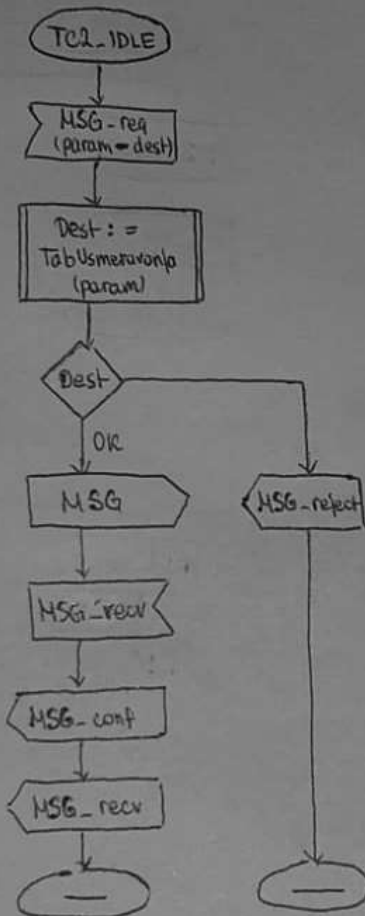 TC2_IDLE
MSG_req
(param=dest)
Dest :=
TabUsmeravanja
(param)
Dest
OK
MSG
MSG_reject
MSG_recv
MSG_conf
MSG_recv